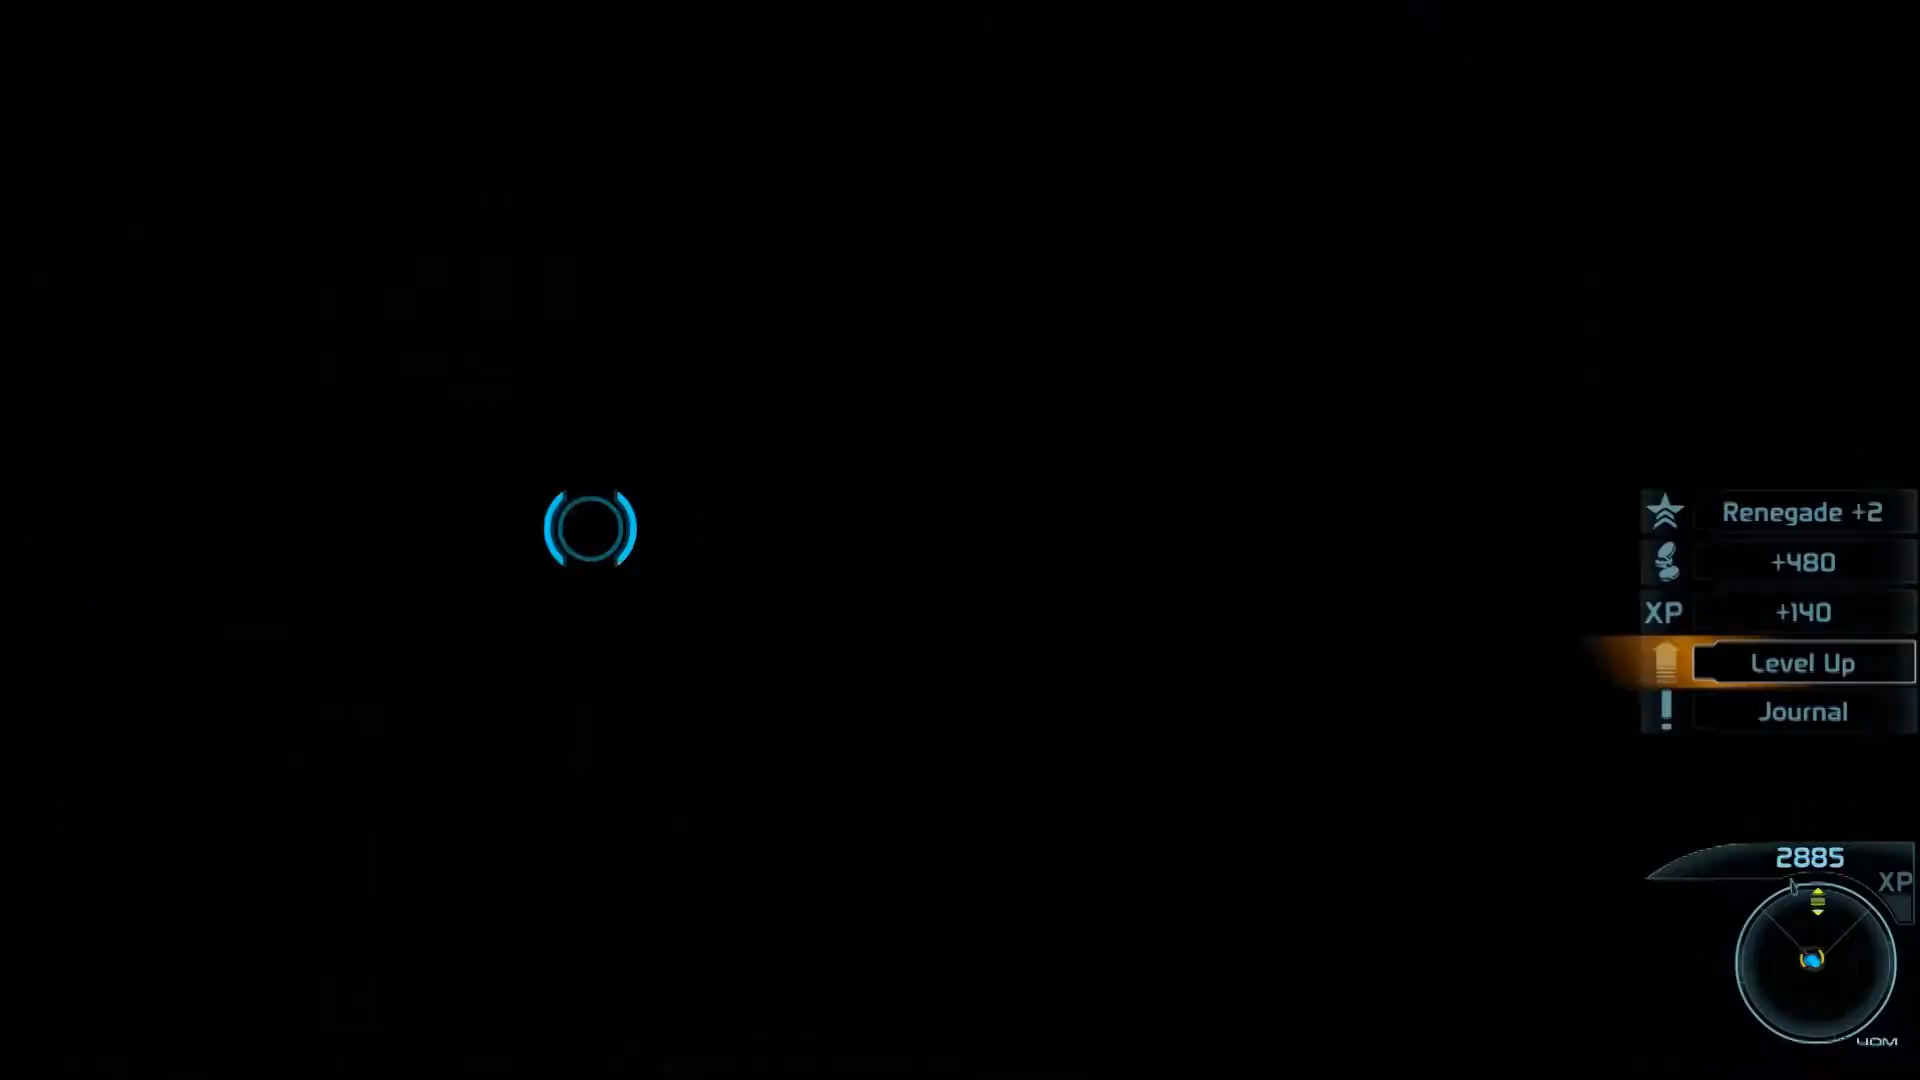 Renegade +2
+480
XP +140
Level Up
Journal
2885
XP
40M